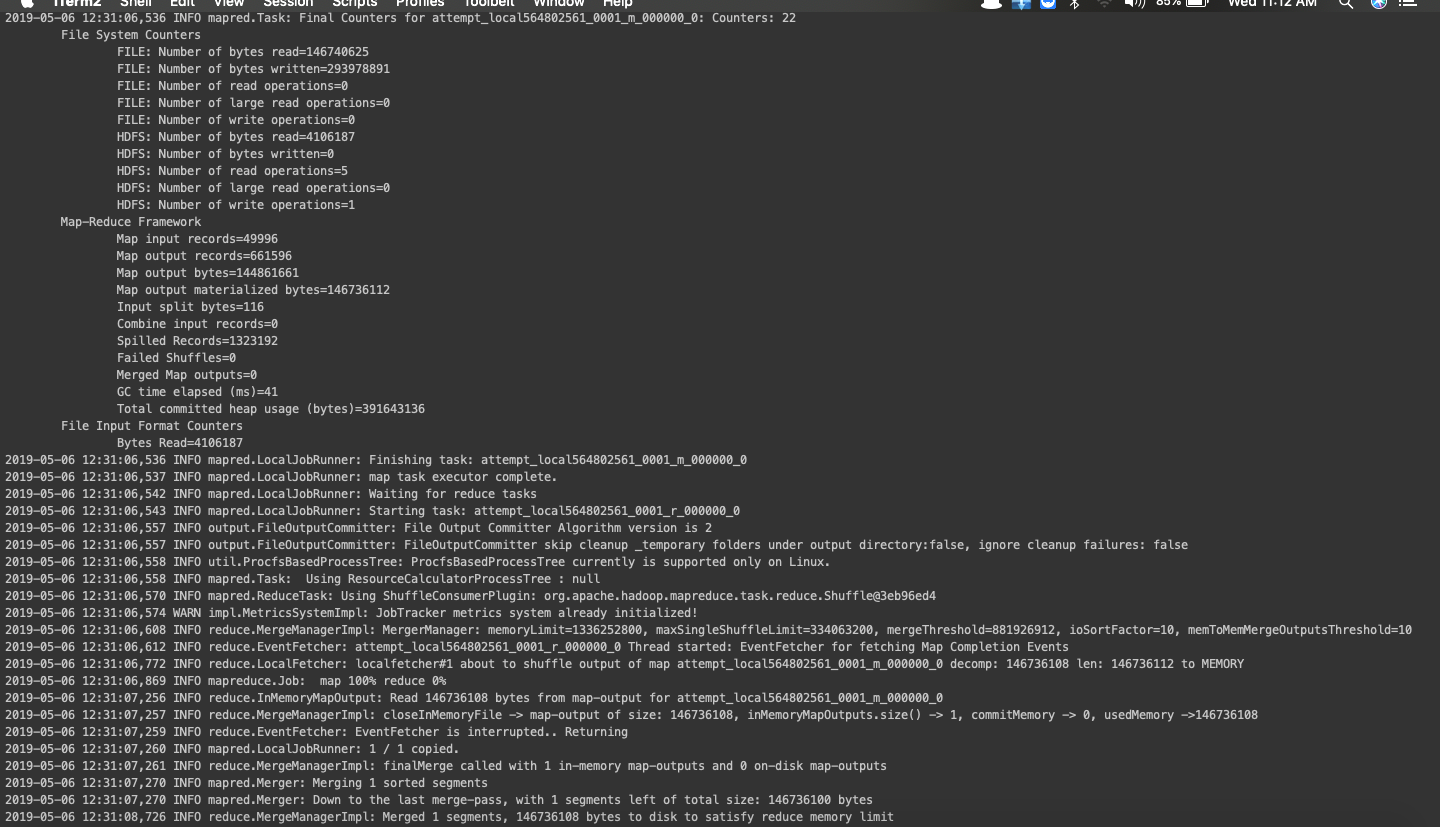 iTerm2 Shell Edit View Session Scripts Profiles Toolbelt Window Help 85% Wed 11:12 AM
2019-05-06 12:31:06,536 INFO mapred.Task: Final Counters for attempt_local564802561_0001_m_000000_0: Counters: 22
File System Counters
FILE: Number of bytes read=146740625
FILE: Number of bytes written=293978891
FILE: Number of read operations=0
FILE: Number of large read operations=0
FILE: Number of write operations=0
HDFS: Number of bytes read=4106187
HDFS: Number of bytes written=0
HDFS: Number of read operations=5
HDFS: Number of large read operations=0
HDFS: Number of write operations=1
Map-Reduce Framework
Map input records=49996
Map output records=661596
Map output bytes=144861661
Map output materialized bytes=146736112
Input split bytes=116
Combine input records=0
Spilled Records=1323192
Failed Shuffles=0
Merged Map outputs=0
GC time elapsed (ms)=41
Total committed heap usage (bytes)=391643136
File Input Format Counters
Bytes Read=4106187
2019-05-06 12:31:06,536 INFO mapred.LocalJobRunner: Finishing task: attempt_local564802561_0001_m_000000_0
2019-05-06 12:31:06,537 INFO mapred.LocalJobRunner: map task executor complete.
2019-05-06 12:31:06,542 INFO mapred.LocalJobRunner: Waiting for reduce tasks
2019-05-06 12:31:06,543 INFO mapred.LocalJobRunner: Starting task: attempt_local564802561_0001_r_000000_0
2019-05-06 12:31:06,557 INFO output.FileOutputCommitter: File Output Committer Algorithm version is 2
2019-05-06 12:31:06,557 INFO output.FileOutputCommitter: FileOutputCommitter skip cleanup _temporary folders under output directory:false, ignore cleanup failures: false
2019-05-06 12:31:06,558 INFO util.ProcfsBasedProcessTree: ProcfsBasedProcessTree currently is supported only on Linux.
2019-05-06 12:31:06,558 INFO mapred.Task:  Using ResourceCalculatorProcessTree : null
2019-05-06 12:31:06,570 INFO mapred.ReduceTask: Using ShuffleConsumerPlugin: org.apache.hadoop.mapreduce.task.reduce.Shuffle@3eb96ed4
2019-05-06 12:31:06,574 WARN impl.MetricsSystemImpl: JobTracker metrics system already initialized!
2019-05-06 12:31:06,608 INFO reduce.MergeManagerImpl: MergerManager: memoryLimit=1336252800, maxSingleShuffleLimit=334063200, mergeThreshold=881926912, ioSortFactor=10, memToMemMergeOutputsThreshold=10
2019-05-06 12:31:06,612 INFO reduce.EventFetcher: attempt_local564802561_0001_r_000000_0 Thread started: EventFetcher for fetching Map Completion Events
2019-05-06 12:31:06,772 INFO reduce.LocalFetcher: localfetcher#1 about to shuffle output of map attempt_local564802561_0001_m_000000_0 decomp: 146736108 len: 146736112 to MEMORY
2019-05-06 12:31:06,869 INFO mapreduce.Job:  map 100% reduce 0%
2019-05-06 12:31:07,256 INFO reduce.InMemoryMapOutput: Read 146736108 bytes from map-output for attempt_local564802561_0001_m_000000_0
2019-05-06 12:31:07,257 INFO reduce.MergeManagerImpl: closeInMemoryFile -> map-output of size: 146736108, inMemoryMapOutputs.size() -> 1, commitMemory -> 0, usedMemory ->146736108
2019-05-06 12:31:07,259 INFO reduce.EventFetcher: EventFetcher is interrupted.. Returning
2019-05-06 12:31:07,260 INFO mapred.LocalJobRunner: 1 / 1 copied.
2019-05-06 12:31:07,261 INFO reduce.MergeManagerImpl: finalMerge called with 1 in-memory map-outputs and 0 on-disk map-outputs
2019-05-06 12:31:07,270 INFO mapred.Merger: Merging 1 sorted segments
2019-05-06 12:31:07,270 INFO mapred.Merger: Down to the last merge-pass, with 1 segments left of total size: 146736100 bytes
2019-05-06 12:31:08,726 INFO reduce.MergeManagerImpl: Merged 1 segments, 146736108 bytes to disk to satisfy reduce memory limit